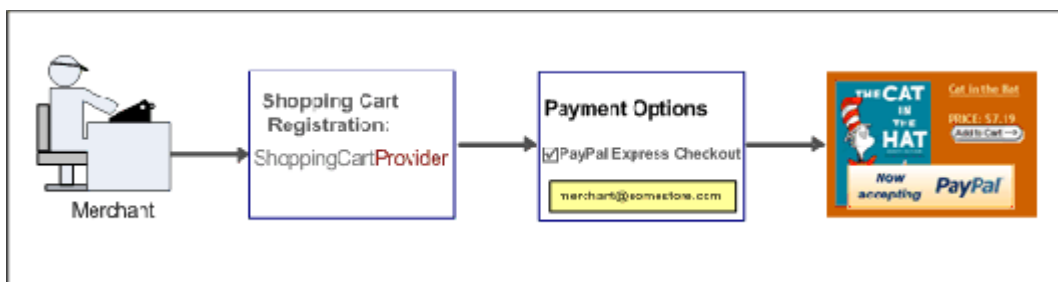 Merchant
Shopping Cart
Registration:
ShoppingCartProvider
Payment Options
PayPal Express Checkout
merchant@somestore.com
THE CAT
IN
THE
HAT
Cat in the Hat
PRICE: $7.19
Add to Cart
Now
accepting
PayPal